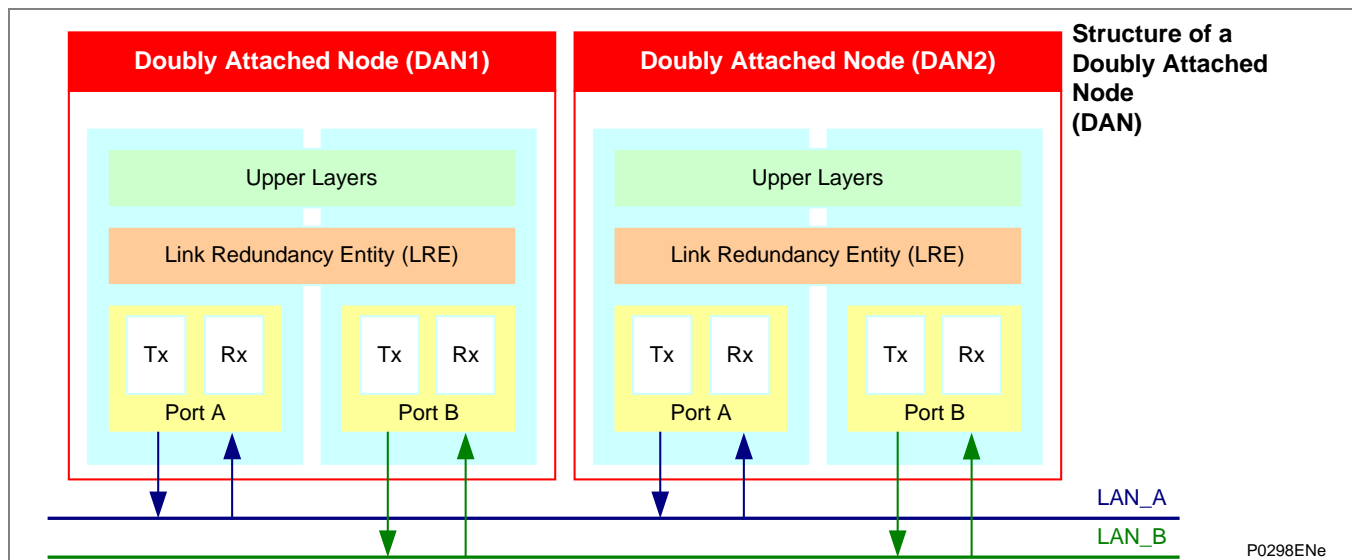 Doubly Attached Node (DAN1)
Upper Layers
Link Redundancy Entity (LRE)
Tx
Rx
Port A
Tx
Rx
Port B
Doubly Attached Node (DAN2)
Upper Layers
Link Redundancy Entity (LRE)
Tx
Rx
Port A
Tx
Rx
Port B
Structure of a
Doubly Attached
Node
(DAN)
LAN_A
LAN_B
P0298ENe